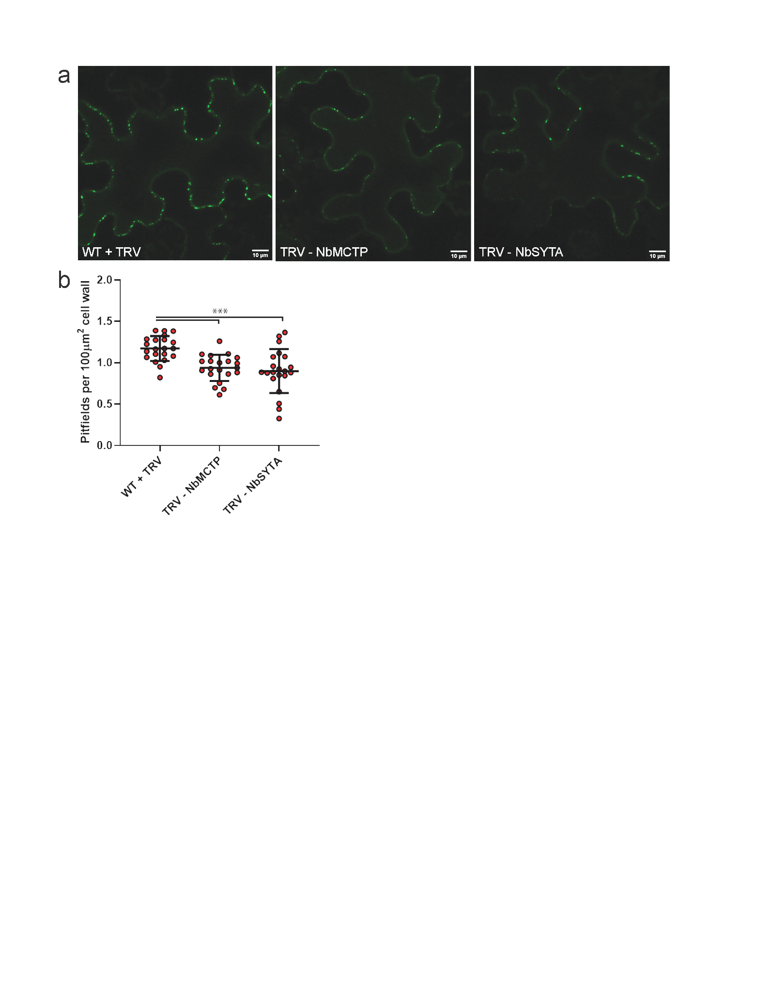 a
WT + TRV
10 µm
TRV - NbMCTP
10 µm
TRV - NbSYTA
10 µm
b
Pitfields per 100µm² cell wall
2.0
1.5
1.0
0.5
0.0
***
WT + TRV
TRV - NbMCTP
TRV - NbSYTA